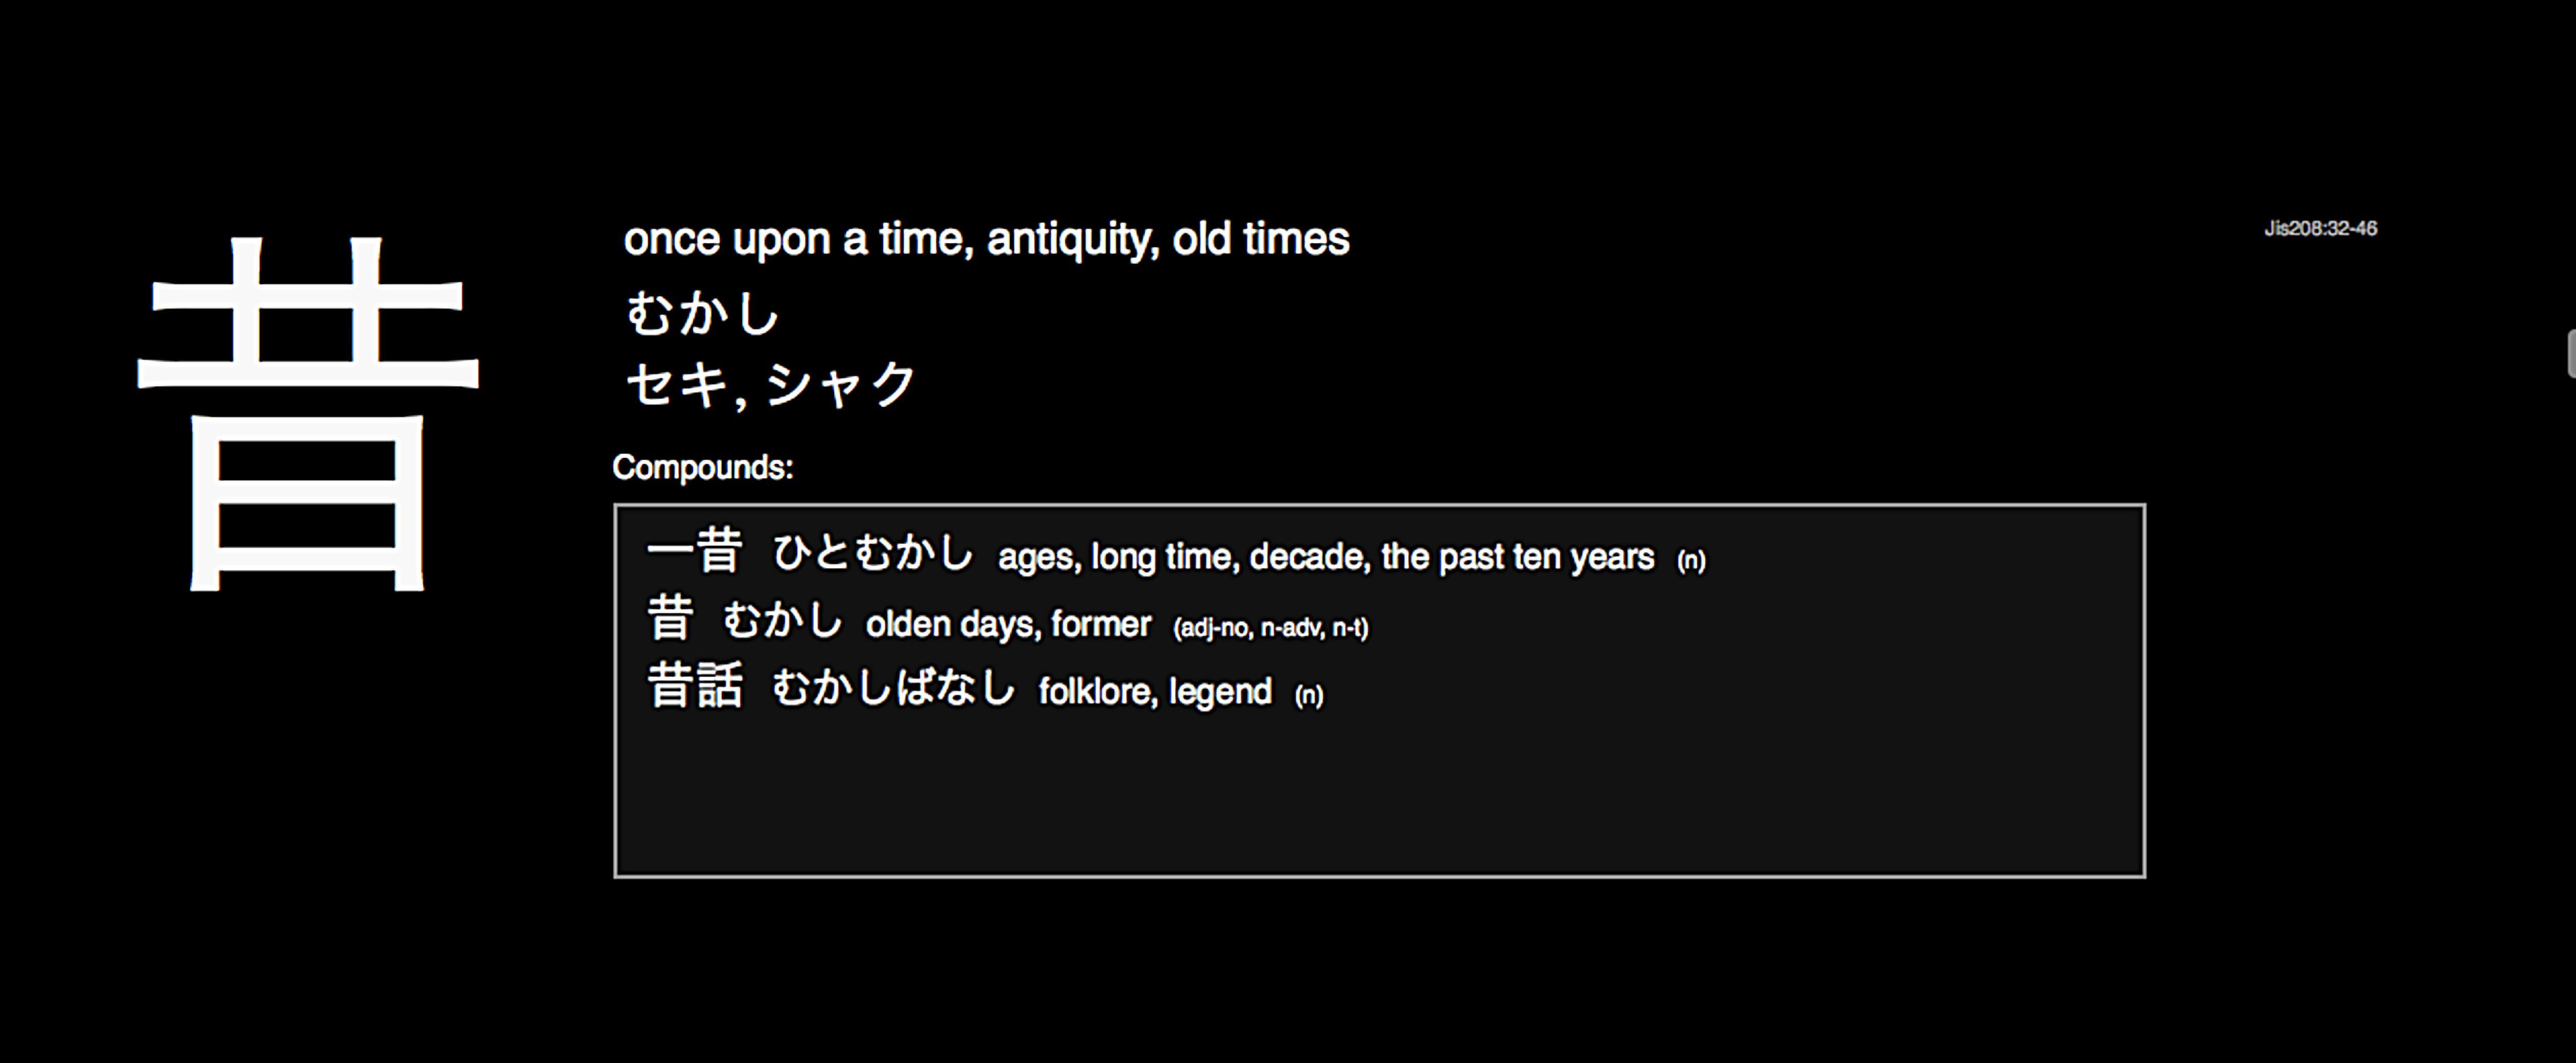 昔
once upon a time, antiquity, old times
Jis208:32-46
むかし
セキ, シャク
Compounds:
一昔 ひとむかし ages, long time, decade, the past ten years (n)
昔 むかし olden days, former (adj-no, n-adv, n-t)
昔話 むかしばなし folklore, legend (n)